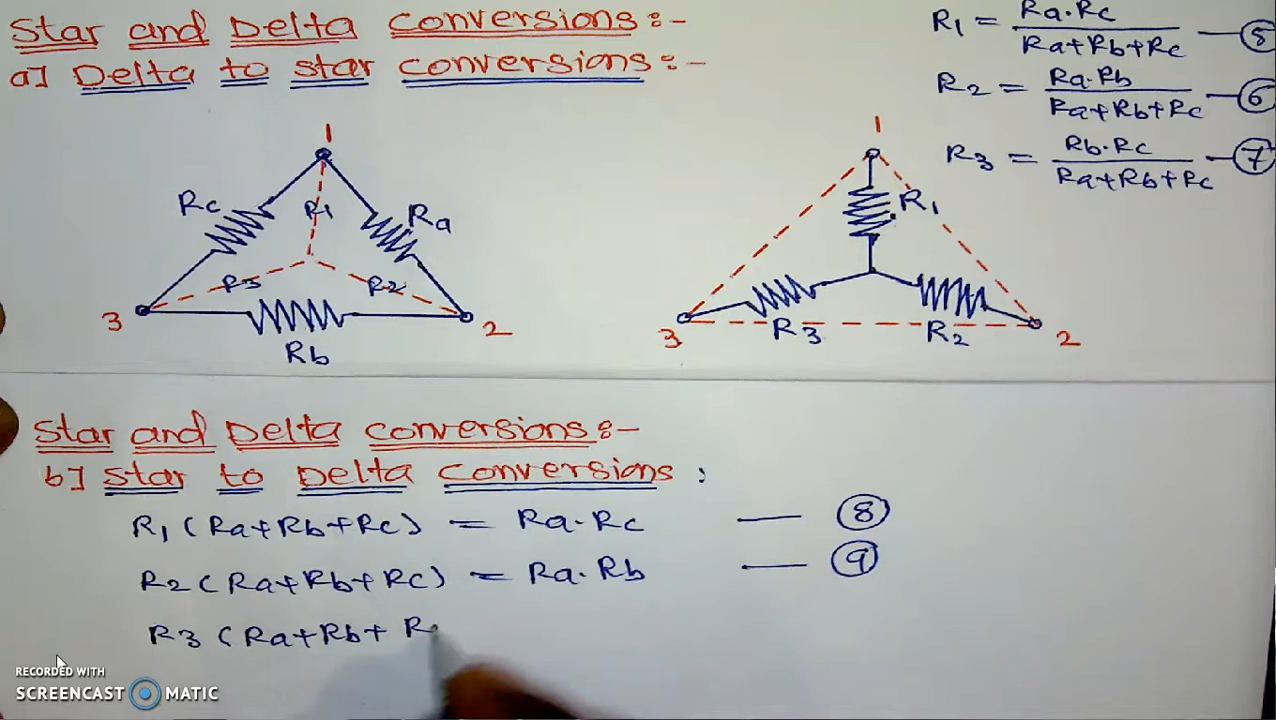 Star and Delta conversions:-
a] Delta to star conversions:-
R1 = Ra.Rc / Ra+Rb+Rc — 5
R2 = Ra.Rb / Ra+Rb+Rc — 6
R3 = Rb.Rc / Ra+Rb+Rc — 7
1
Rc
R1
Ra
R3
R2
3
2
Rb
1
R1
3
R3
R2
2
Star and Delta conversions:-
b] Star to Delta conversions:
R1 (Ra+Rb+Rc) = Ra.Rc — 8
R2 (Ra+Rb+Rc) = Ra.Rb — 9
R3 (Ra+Rb+ R
RECORDED WITH
SCREENCAST MATIC